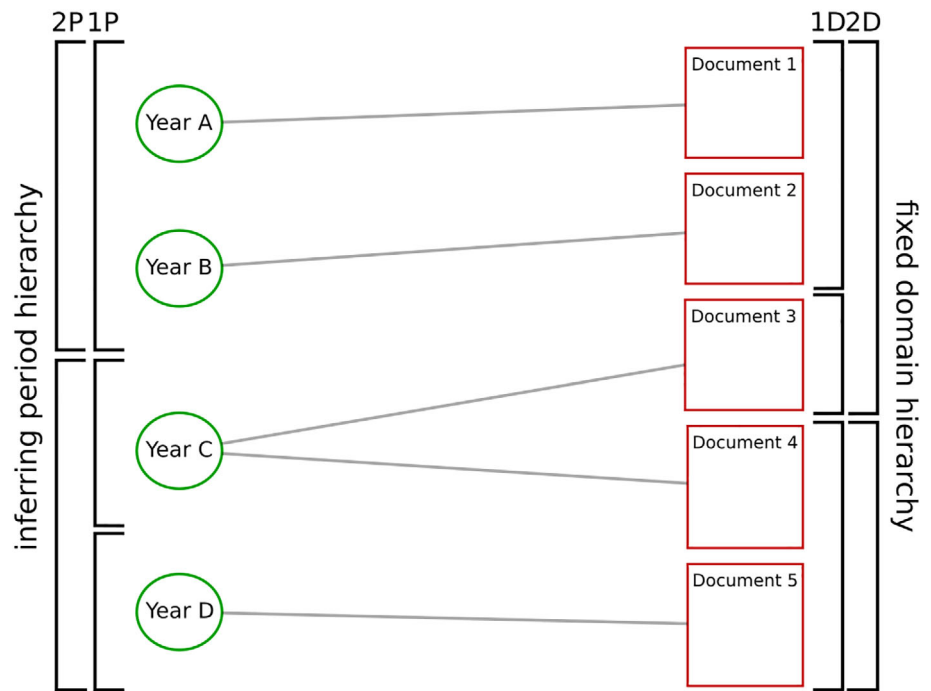 2P 1P
1D 2D
inferring period hierarchy
Year A
Year B
Year C
Year D
Document 1
Document 2
Document 3
Document 4
Document 5
fixed domain hierarchy